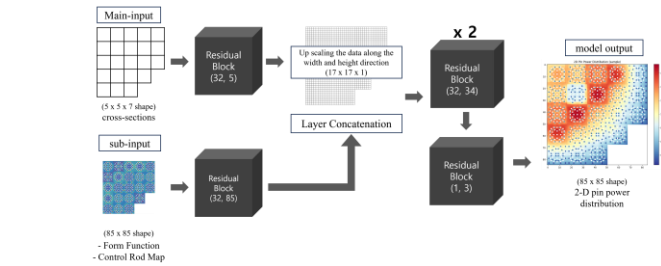 Main-input
(5 x 5 x 7 shape)
cross-sections
Residual
Block
(32, 5)
Up scaling the data along the
width and height direction
(17 x 17 x 1)
Layer Concatenation
sub-input
(85 x 85 shape)
- Form Function
- Control Rod Map
Residual
Block
(32, 85)
x 2
Residual
Block
(32, 34)
Residual
Block
(1, 3)
model output
(85 x 85 shape)
2-D pin power
distribution